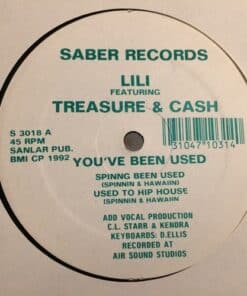 SABER RECORDS
LILI
FEATURING
TREASURE & CASH
S 3018 A
45 RPM
SANLAR PUB.
BMI CP 1992
31047"10314
YOU'VE BEEN USED
SPINNG BEEN USED
(SPINNIN & HAWAIIN)
USED TO HIP HOUSE
(SPINNIN & HAWAIIN
ADD VOCAL PRODUCTION
C.L. STARR & KENDRA
KEYBOARDS: D.ELLIS
RECORDED AT
AIR SOUND STUDIOS